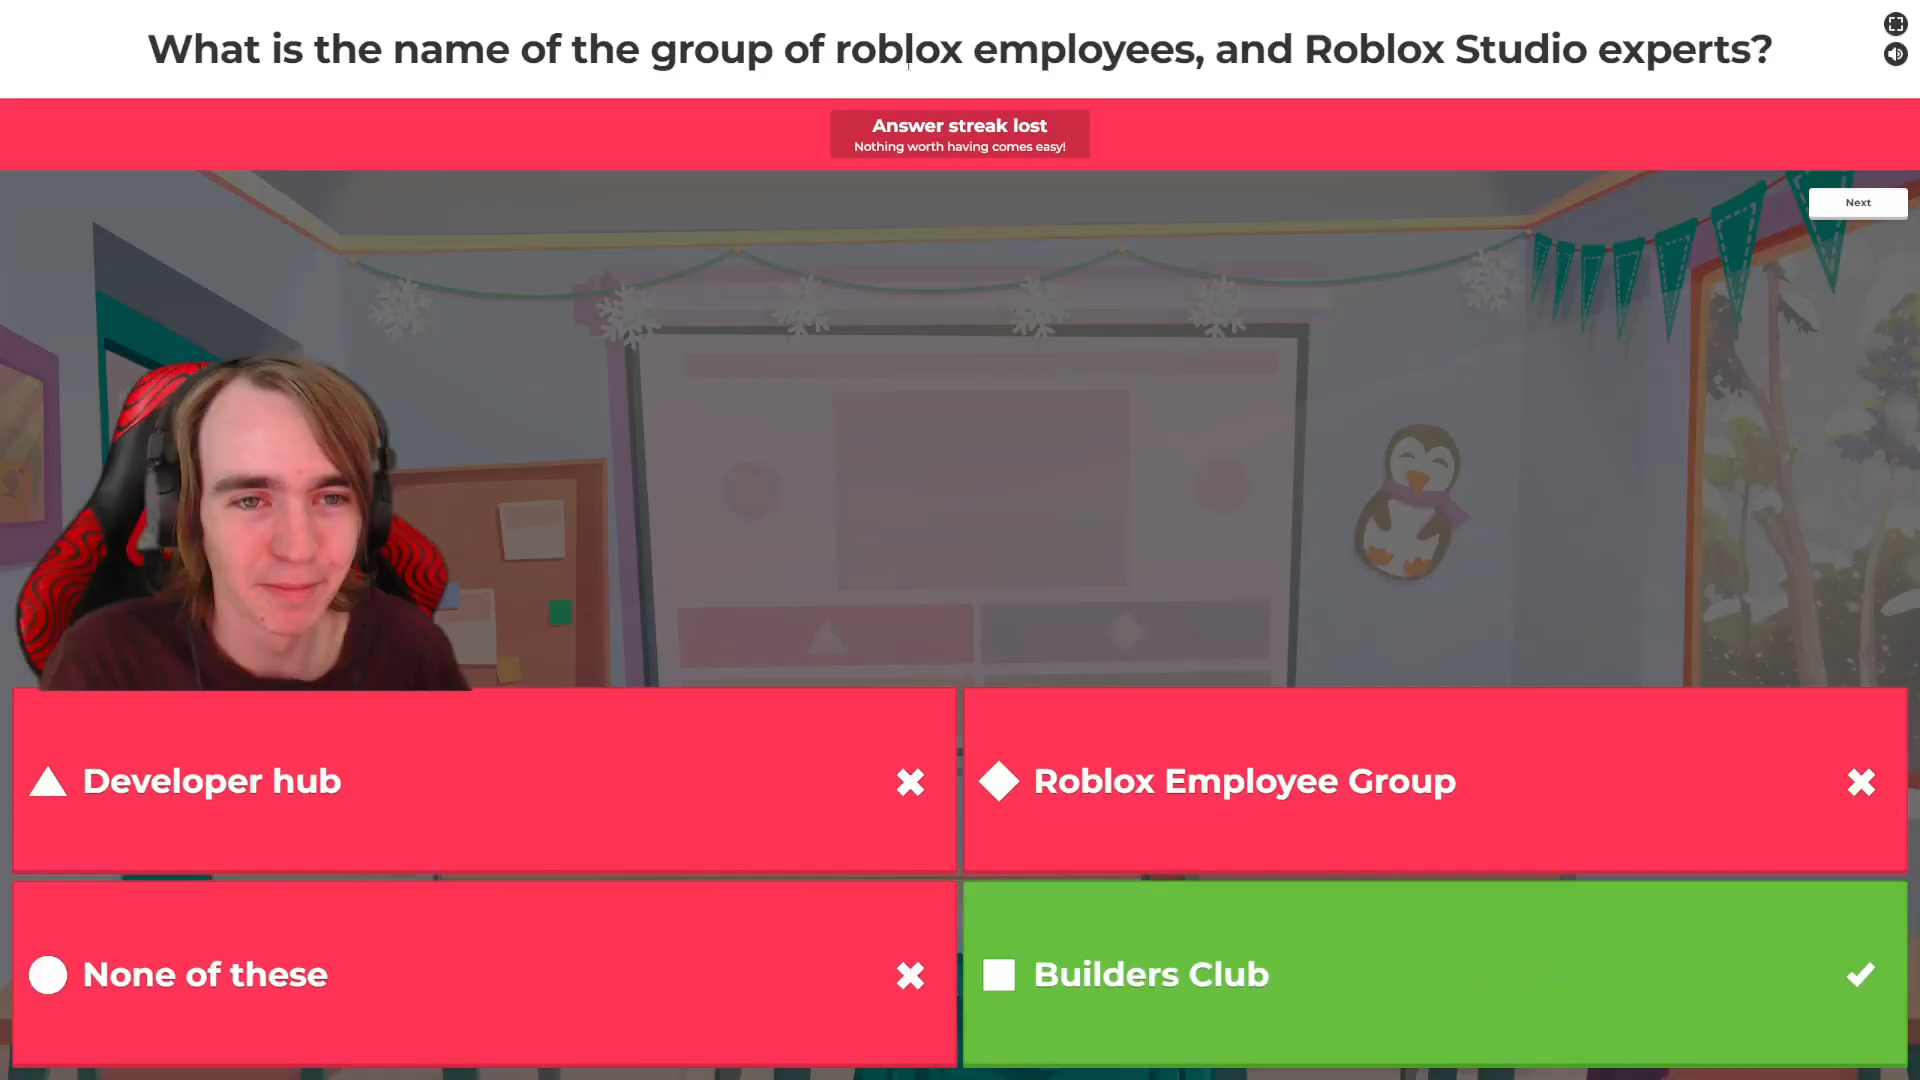 What is the name of the group of roblox employees, and Roblox Studio experts?
Answer streak lost
Nothing worth having comes easy!
Next
Developer hub
Roblox Employee Group
None of these
Builders Club